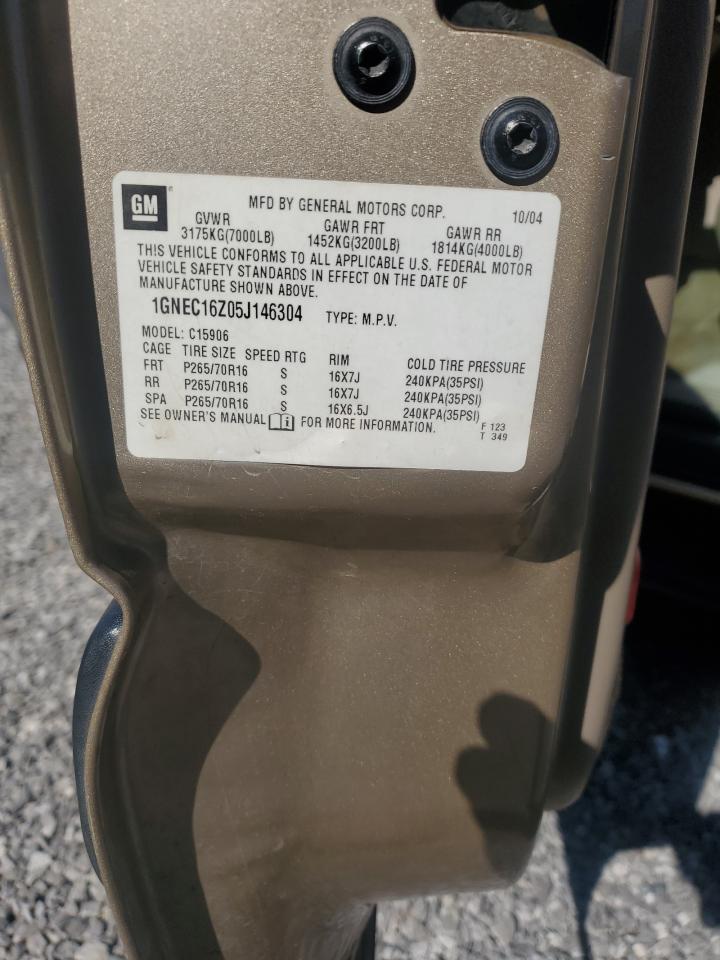 GM ® MFD BY GENERAL MOTORS CORP. 10/04
GVWR GAWR FRT GAWR RR
3175KG(7000LB) 1452KG(3200LB) 1814KG(4000LB)
THIS VEHICLE CONFORMS TO ALL APPLICABLE U.S. FEDERAL MOTOR
VEHICLE SAFETY STANDARDS IN EFFECT ON THE DATE OF
MANUFACTURE SHOWN ABOVE.
1GNEC16Z05J146304 TYPE: M.P.V.
MODEL: C15906
CAGE TIRE SIZE SPEED RTG RIM COLD TIRE PRESSURE
FRT P265/70R16 S 16X7J 240KPA(35PSI)
RR P265/70R16 S 16X7J 240KPA(35PSI)
SPA P265/70R16 S 16X6.5J 240KPA(35PSI)
SEE OWNER'S MANUAL i FOR MORE INFORMATION. F 123
T 349